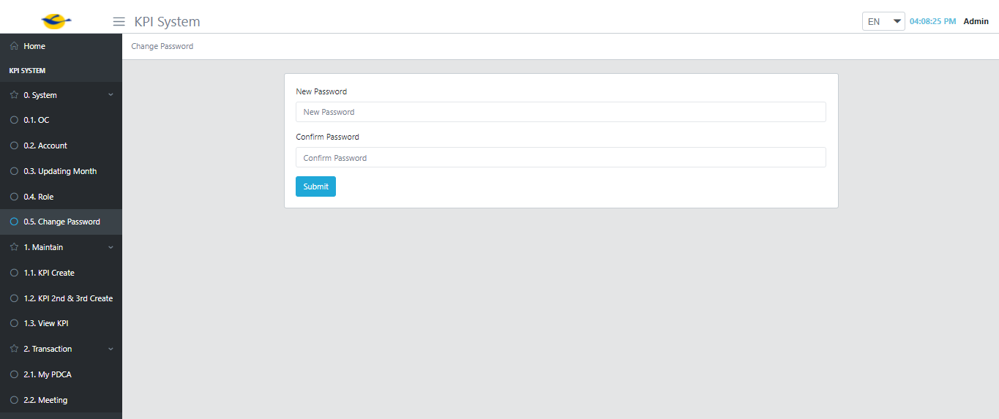 KPI System
EN
04:08:25 PM
Admin
Home
KPI SYSTEM
0. System
0.1. OC
0.2. Account
0.3. Updating Month
0.4. Role
0.5. Change Password
1. Maintain
1.1. KPI Create
1.2. KPI 2nd & 3rd Create
1.3. View KPI
2. Transaction
2.1. My PDCA
2.2. Meeting
Change Password
New Password
New Password
Confirm Password
Confirm Password
Submit